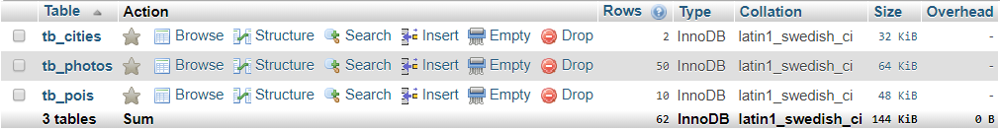 Table Action Rows Type Collation Size Overhead
tb_cities Browse Structure Search Insert Empty Drop 2 InnoDB latin1_swedish_ci 32 KiB -
tb_photos Browse Structure Search Insert Empty Drop 50 InnoDB latin1_swedish_ci 64 KiB -
tb_pois Browse Structure Search Insert Empty Drop 10 InnoDB latin1_swedish_ci 48 KiB -
3 tables Sum 62 InnoDB latin1_swedish_ci 144 KiB 0 B